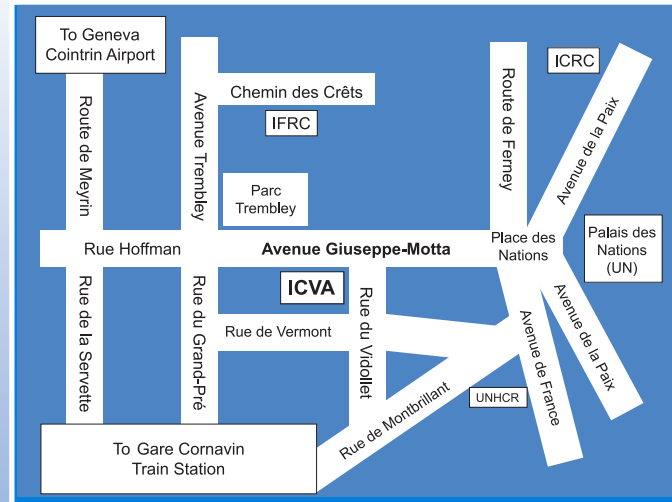 To Geneva
Cointrin Airport
Route de Meyrin
Avenue Trembley
Chemin des Crêts
IFRC
Parc
Trembley
Route de Ferney
ICRC
Avenue de la Paix
Rue Hoffman
Avenue Giuseppe-Motta
Place des
Nations
Palais des
Nations
(UN)
ICVA
Rue de la Servette
Rue du Grand-Pré
Rue de Vermont
Rue du Vidollet
Rue de Montbrillant
UNHCR
Avenue de France
Avenue de la Paix
To Gare Cornavin
Train Station